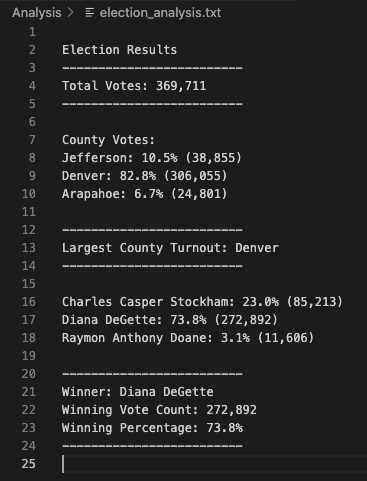 Analysis > election_analysis.txt
1
2 Election Results
3 -------------------------
4 Total Votes: 369,711
5 -------------------------
6
7 County Votes:
8 Jefferson: 10.5% (38,855)
9 Denver: 82.8% (306,055)
10 Arapahoe: 6.7% (24,801)
11
12 -------------------------
13 Largest County Turnout: Denver
14 -------------------------
15
16 Charles Casper Stockham: 23.0% (85,213)
17 Diana DeGette: 73.8% (272,892)
18 Raymon Anthony Doane: 3.1% (11,606)
19
20 -------------------------
21 Winner: Diana DeGette
22 Winning Vote Count: 272,892
23 Winning Percentage: 73.8%
24 -------------------------
25